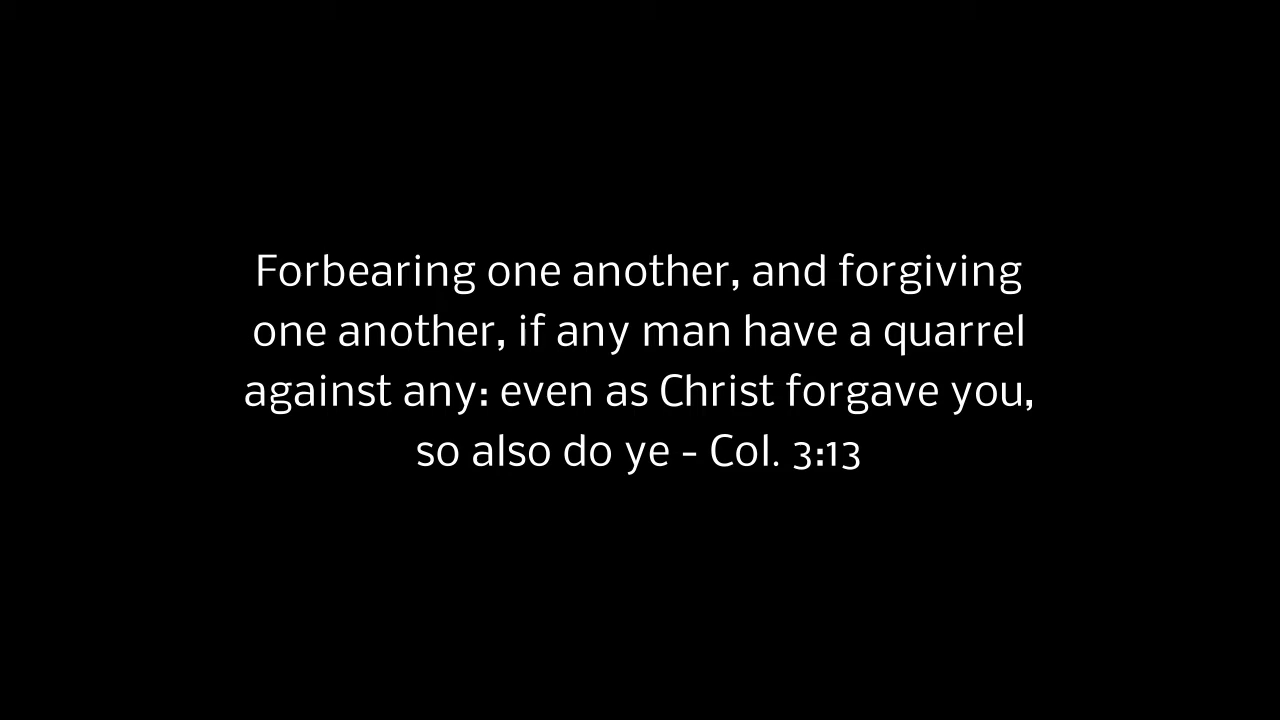 Forbearing one another, and forgiving
one another, if any man have a quarrel
against any: even as Christ forgave you,
so also do ye - Col. 3:13